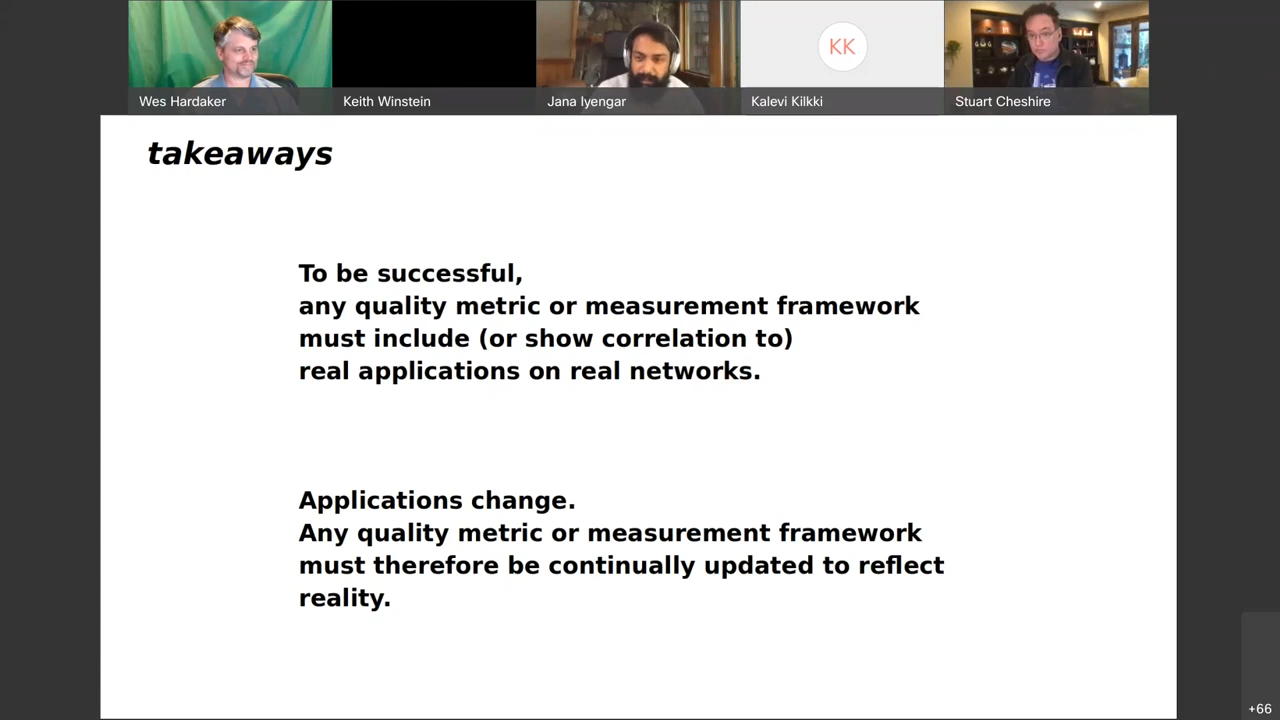 Wes Hardaker
Keith Winstein
Jana Iyengar
KK
Kalevi Kilkki
Stuart Cheshire
takeaways
To be successful,
any quality metric or measurement framework
must include (or show correlation to)
real applications on real networks.
Applications change.
Any quality metric or measurement framework
must therefore be continually updated to reflect
reality.
+66